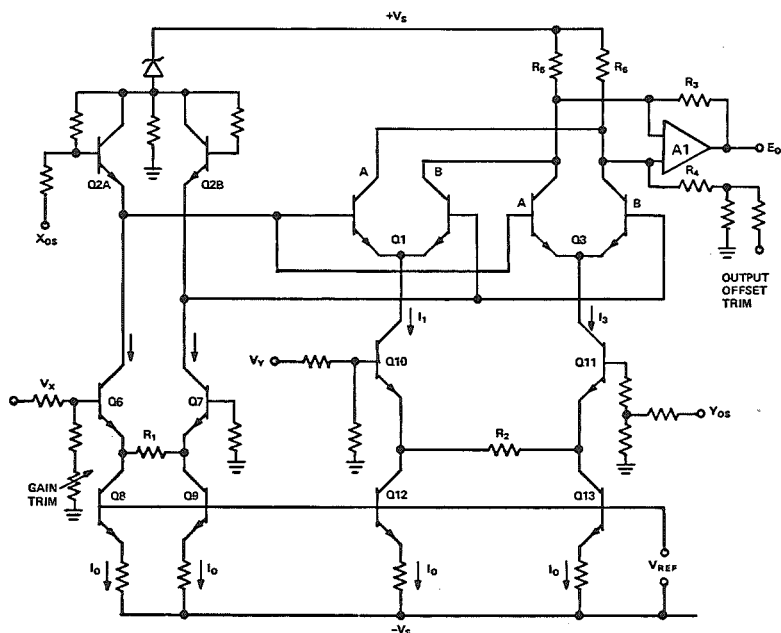 +Vs
R5
R6
R3
A1
Eo
R4
Q2A
Q2B
A
B
A
B
Xos
Q1
Q3
OUTPUT
OFFSET
TRIM
I1
I3
Vy
Q10
Q11
Vx
Q6
Q7
Yos
R1
R2
GAIN
TRIM
Q8
Q9
Q12
Q13
Io
Io
Io
Io
VREF
−Vs